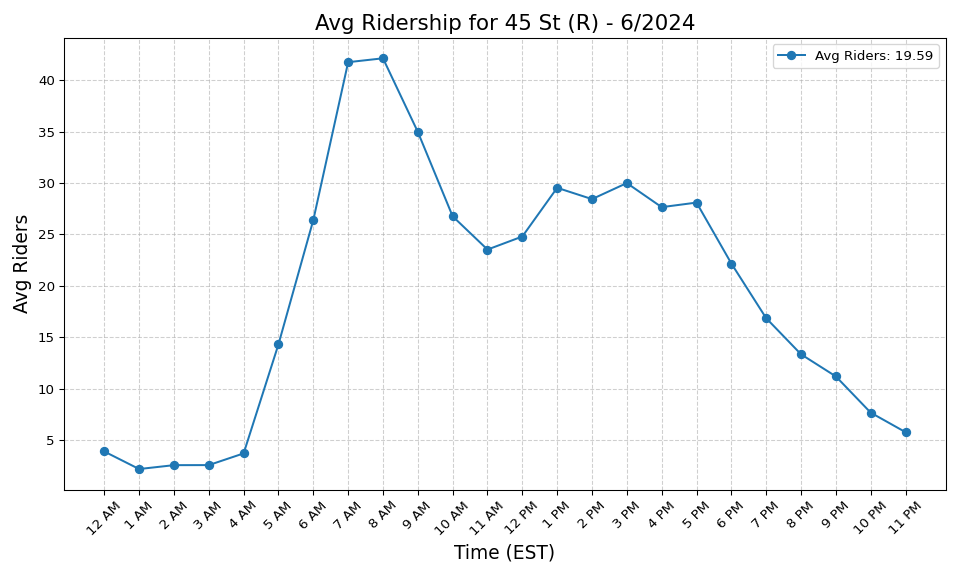 Avg Ridership for 45 St (R) - 6/2024
Avg Riders: 19.59
Avg Riders
40
35
30
25
20
15
10
5
12 AM
1 AM
2 AM
3 AM
4 AM
5 AM
6 AM
7 AM
8 AM
9 AM
10 AM
11 AM
12 PM
1 PM
2 PM
3 PM
4 PM
5 PM
6 PM
7 PM
8 PM
9 PM
10 PM
11 PM
Time (EST)